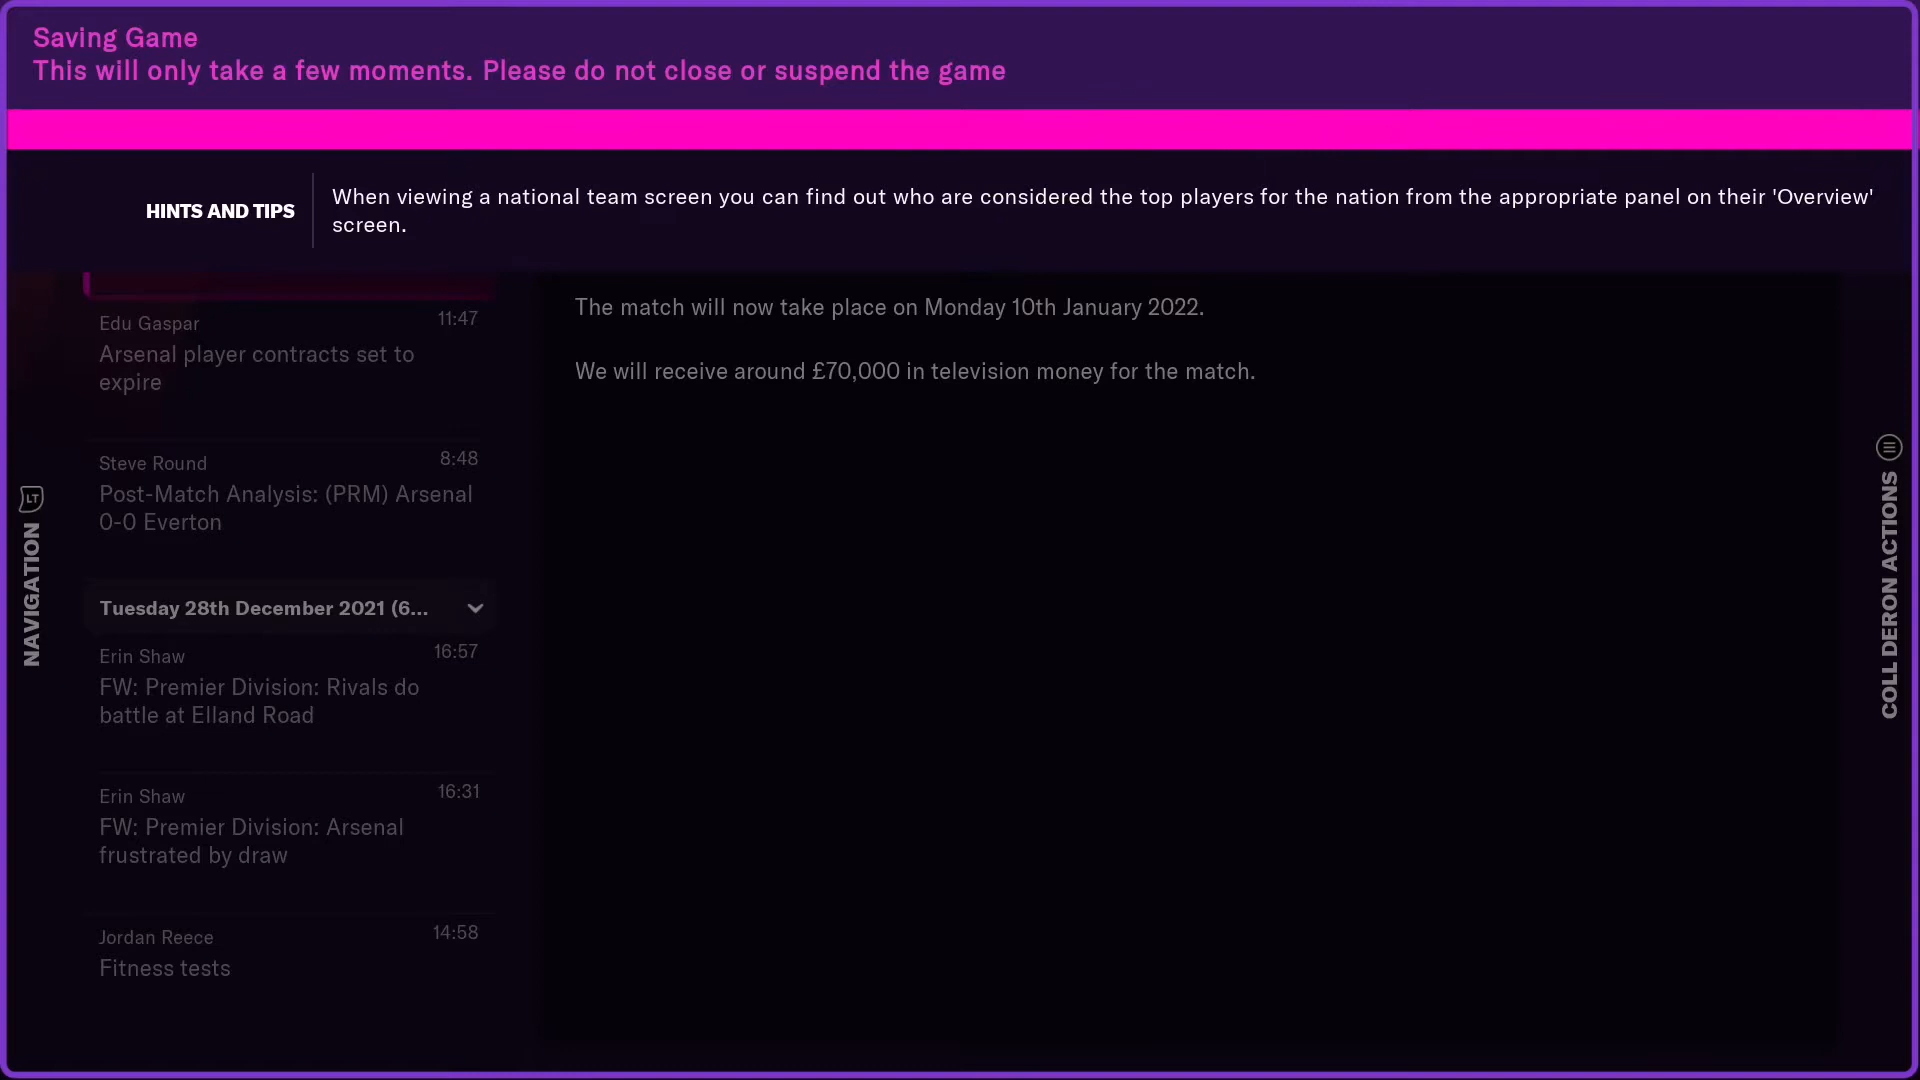 Saving Game
This will only take a few moments. Please do not close or suspend the game
HINTS AND TIPS
When viewing a national team screen you can find out who are considered the top players for the nation from the appropriate panel on their 'Overview'
screen.
The match will now take place on Monday 10th January 2022.
We will receive around £70,000 in television money for the match.
Edu Gaspar
11:47
Arsenal player contracts set to
expire
Steve Round
8:48
Post-Match Analysis: (PRM) Arsenal
0-0 Everton
Tuesday 28th December 2021 (6...
Erin Shaw
16:57
FW: Premier Division: Rivals do
battle at Elland Road
Erin Shaw
16:31
FW: Premier Division: Arsenal
frustrated by draw
Jordan Reece
14:58
Fitness tests
LT
NAVIGATION
COLL DERON ACTIONS